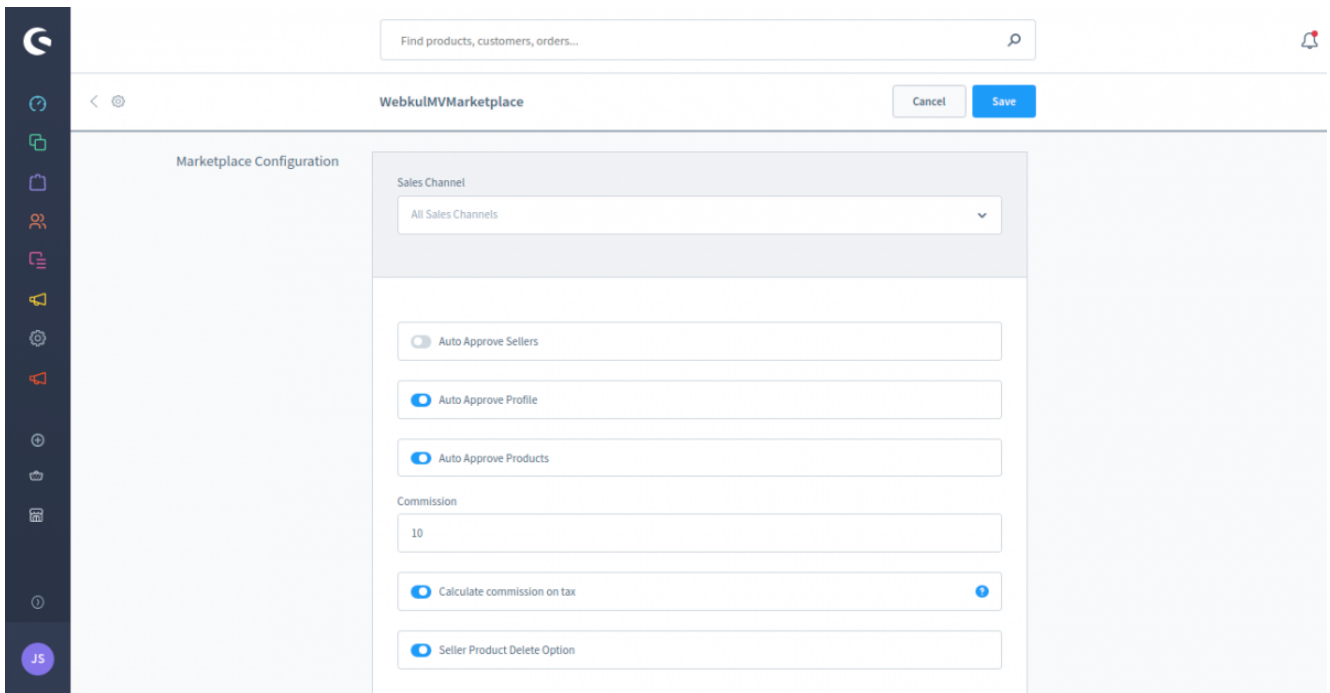 Find products, customers, orders...
WebkulMVMarketplace
Cancel
Save
Marketplace Configuration
Sales Channel
All Sales Channels
Auto Approve Sellers
Auto Approve Profile
Auto Approve Products
Commission
10
Calculate commission on tax
?
Seller Product Delete Option
JS